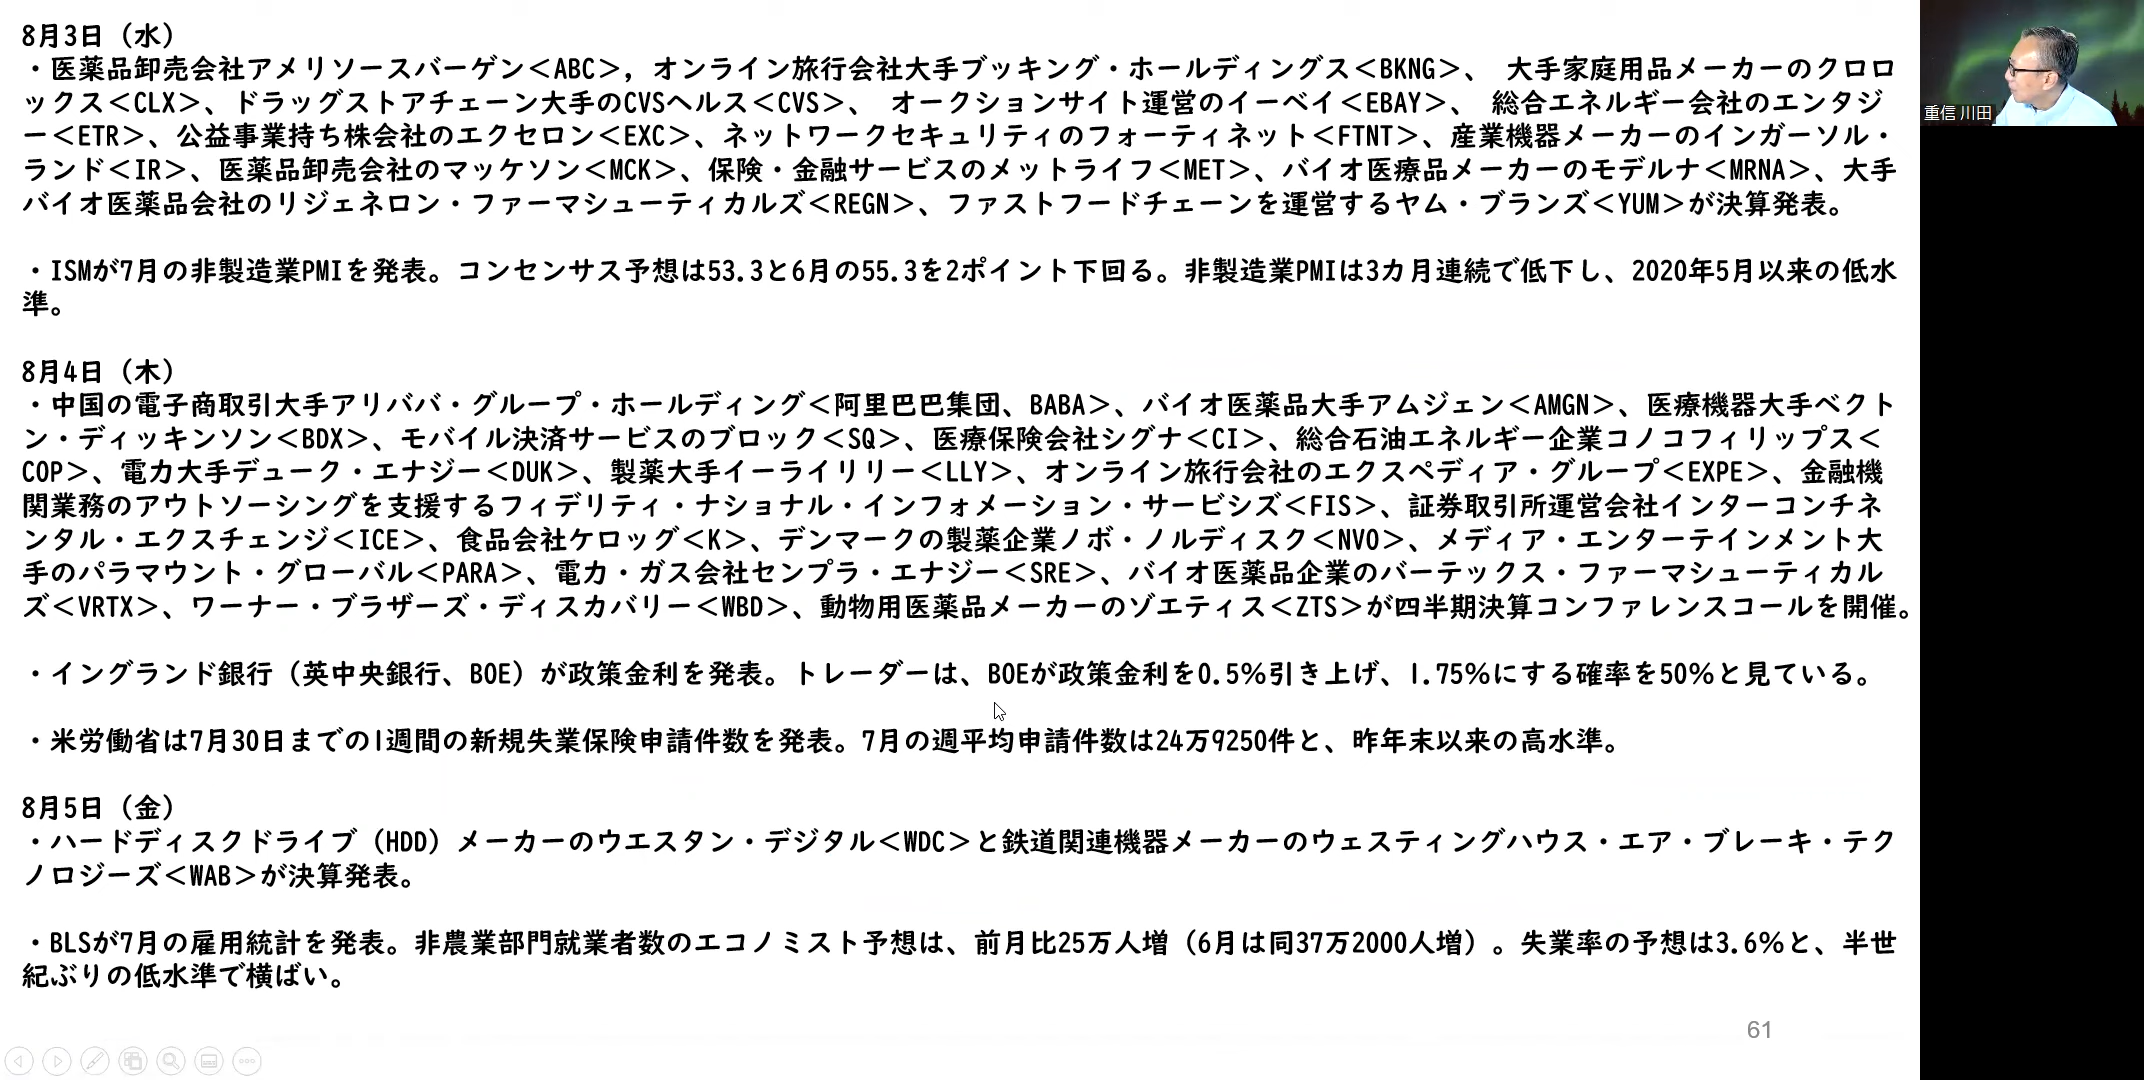 8月3日（水）
・医薬品卸売会社アメリソースバーゲン＜ABC＞，オンライン旅行会社大手ブッキング・ホールディングス＜BKNG＞、 大手家庭用品メーカーのクロロ
ックス＜CLX＞、ドラッグストアチェーン大手のCVSヘルス＜CVS＞、 オークションサイト運営のイーベイ＜EBAY＞、 総合エネルギー会社のエンタジ
ー＜ETR＞、公益事業持ち株会社のエクセロン＜EXC＞、ネットワークセキュリティのフォーティネット＜FTNT＞、産業機器メーカーのインガーソル・
ランド＜IR＞、医薬品卸売会社のマッケソン＜MCK＞、保険・金融サービスのメットライフ＜MET＞、バイオ医療品メーカーのモデルナ＜MRNA＞、大手
バイオ医薬品会社のリジェネロン・ファーマシューティカルズ＜REGN＞、ファストフードチェーンを運営するヤム・ブランズ＜YUM＞が決算発表。
・ISMが7月の非製造業PMIを発表。コンセンサス予想は53.3と6月の55.3を2ポイント下回る。非製造業PMIは3カ月連続で低下し、2020年5月以来の低水
準。
8月4日（木）
・中国の電子商取引大手アリババ・グループ・ホールディング＜阿里巴巴集団、BABA＞、バイオ医薬品大手アムジェン＜AMGN＞、医療機器大手ベクト
ン・ディッキンソン＜BDX＞、モバイル決済サービスのブロック＜SQ＞、医療保険会社シグナ＜CI＞、総合石油エネルギー企業コノコフィリップス＜
COP＞、電力大手デューク・エナジー＜DUK＞、製薬大手イーライリリー＜LLY＞、オンライン旅行会社のエクスペディア・グループ＜EXPE＞、金融機
関業務のアウトソーシングを支援するフィデリティ・ナショナル・インフォメーション・サービシズ＜FIS＞、証券取引所運営会社インターコンチネ
ンタル・エクスチェンジ＜ICE＞、食品会社ケロッグ＜K＞、デンマークの製薬企業ノボ・ノルディスク＜NVO＞、メディア・エンターテインメント大
手のパラマウント・グローバル＜PARA＞、電力・ガス会社センプラ・エナジー＜SRE＞、バイオ医薬品企業のバーテックス・ファーマシューティカル
ズ＜VRTX＞、ワーナー・ブラザーズ・ディスカバリー＜WBD＞、動物用医薬品メーカーのゾエティス＜ZTS＞が四半期決算コンファレンスコールを開催。
・イングランド銀行（英中央銀行、BOE）が政策金利を発表。トレーダーは、BOEが政策金利を0.5%引き上げ、1.75%にする確率を50%と見ている。
・米労働省は7月30日までの1週間の新規失業保険申請件数を発表。7月の週平均申請件数は24万9250件と、昨年末以来の高水準。
8月5日（金）
・ハードディスクドライブ（HDD）メーカーのウエスタン・デジタル＜WDC＞と鉄道関連機器メーカーのウェスティングハウス・エア・ブレーキ・テク
ノロジーズ＜WAB＞が決算発表。
・BLSが7月の雇用統計を発表。非農業部門就業者数のエコノミスト予想は、前月比25万人増（6月は同37万2000人増）。失業率の予想は3.6%と、半世
紀ぶりの低水準で横ばい。
61
重信 川田